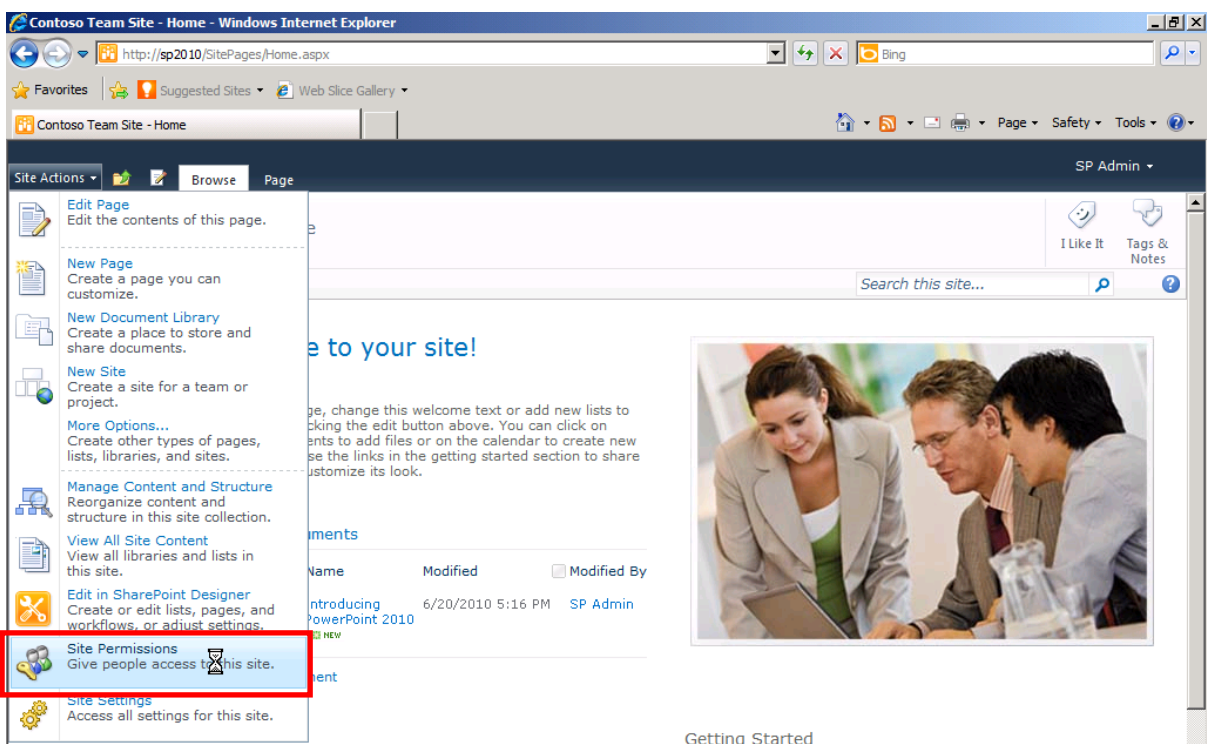 Contoso Team Site - Home - Windows Internet Explorer
http://sp2010/SitePages/Home.aspx
Bing
Favorites
Suggested Sites
Web Slice Gallery
Contoso Team Site - Home
Page
Safety
Tools
Site Actions
Browse
Page
SP Admin
Edit Page
Edit the contents of this page.
New Page
Create a page you can
customize.
New Document Library
Create a place to store and
share documents.
New Site
Create a site for a team or
project.
More Options...
Create other types of pages,
lists, libraries, and sites.
Manage Content and Structure
Reorganize content and
structure in this site collection.
View All Site Content
View all libraries and lists in
this site.
Edit in SharePoint Designer
Create or edit lists, pages, and
workflows, or adjust settings.
Site Permissions
Give people access to this site.
Site Settings
Access all settings for this site.
I Like It
Tags &
Notes
Search this site...
e to your site!
ge, change this welcome text or add new lists to
cking the edit button above. You can click on
ents to add files or on the calendar to create new
se the links in the getting started section to share
ustomize its look.
uments
Name
Modified
Modified By
ntroducing
PowerPoint 2010
NEW
6/20/2010 5:16 PM
SP Admin
ment
Getting Started